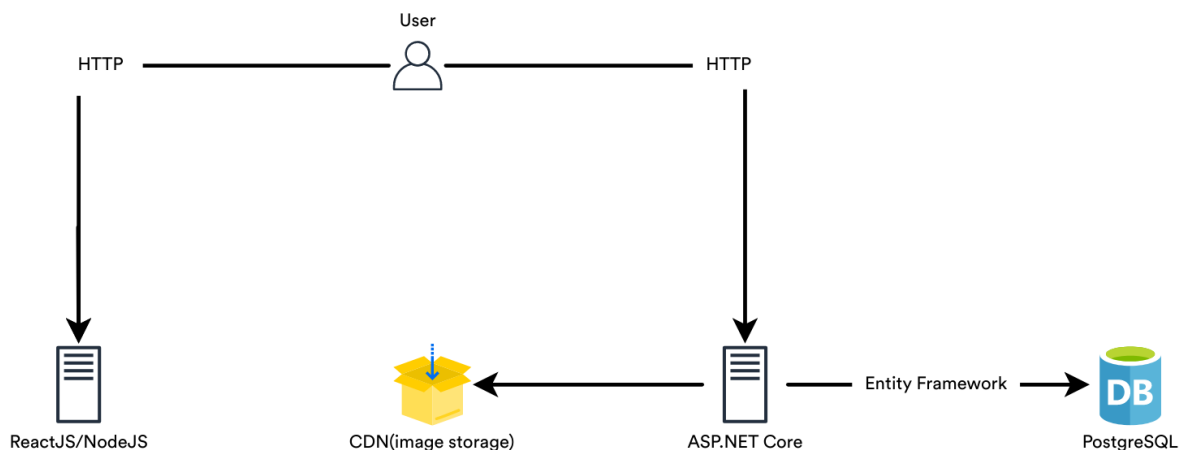 User
HTTP
HTTP
Entity Framework
DB
ReactJS/NodeJS
CDN(image storage)
ASP.NET Core
PostgreSQL